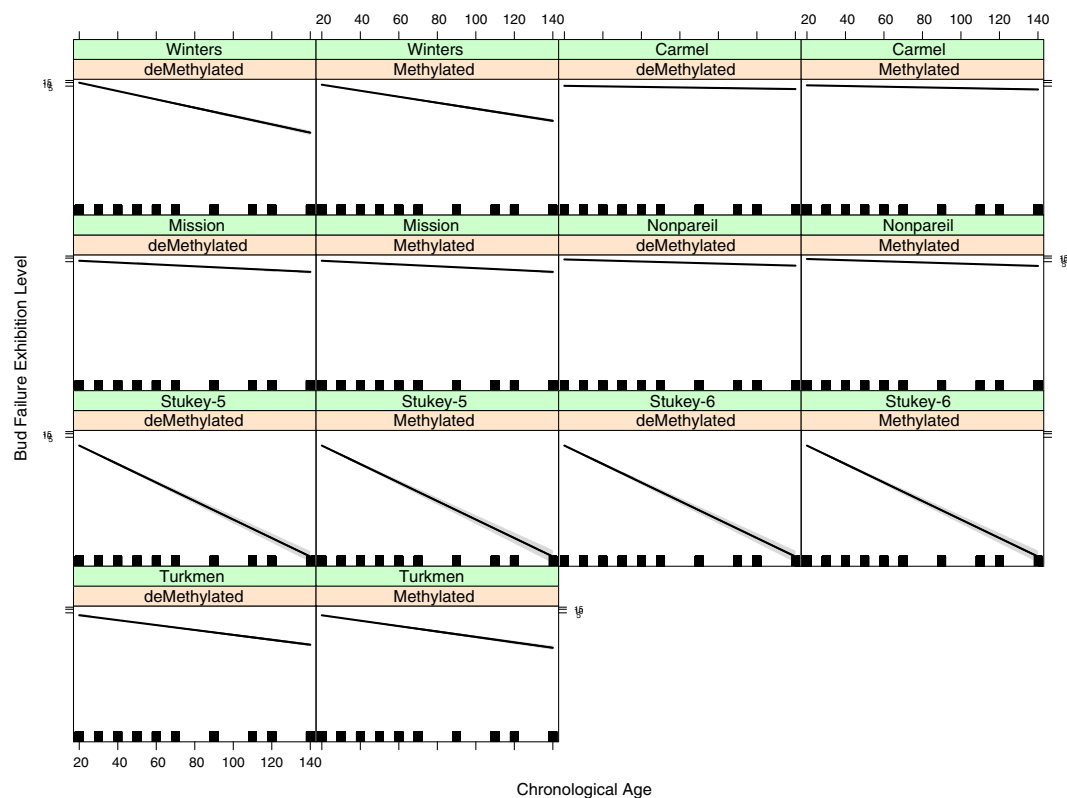 20 40 60 80 100 140 20 40 60 80 100 140
Winters Winters Carmel Carmel
deMethylated Methylated deMethylated Methylated
Mission Mission Nonpareil Nonpareil
deMethylated Methylated deMethylated Methylated
Stukey-5 Stukey-5 Stukey-6 Stukey-6
deMethylated Methylated deMethylated Methylated
Turkmen Turkmen
deMethylated Methylated
20 40 60 80 100 120 140
Chronological Age
Bud Failure Exhibition Level